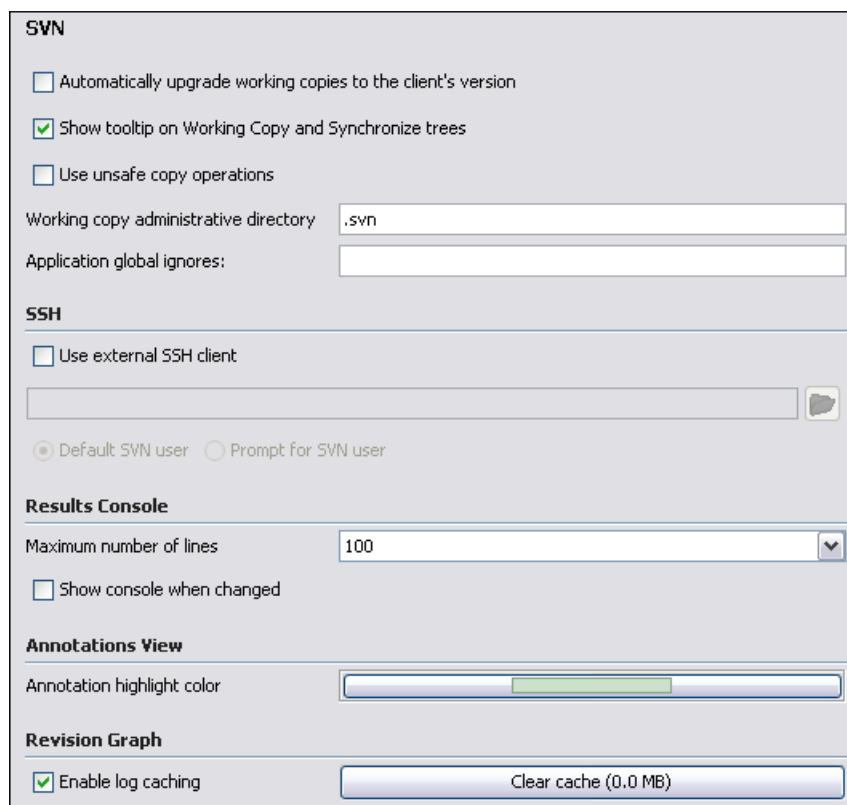 SVN
Automatically upgrade working copies to the client's version
Show tooltip on Working Copy and Synchronize trees
Use unsafe copy operations
Working copy administrative directory .svn
Application global ignores:
SSH
Use external SSH client
Default SVN user Prompt for SVN user
Results Console
Maximum number of lines 100
Show console when changed
Annotations View
Annotation highlight color
Revision Graph
Enable log caching Clear cache (0.0 MB)